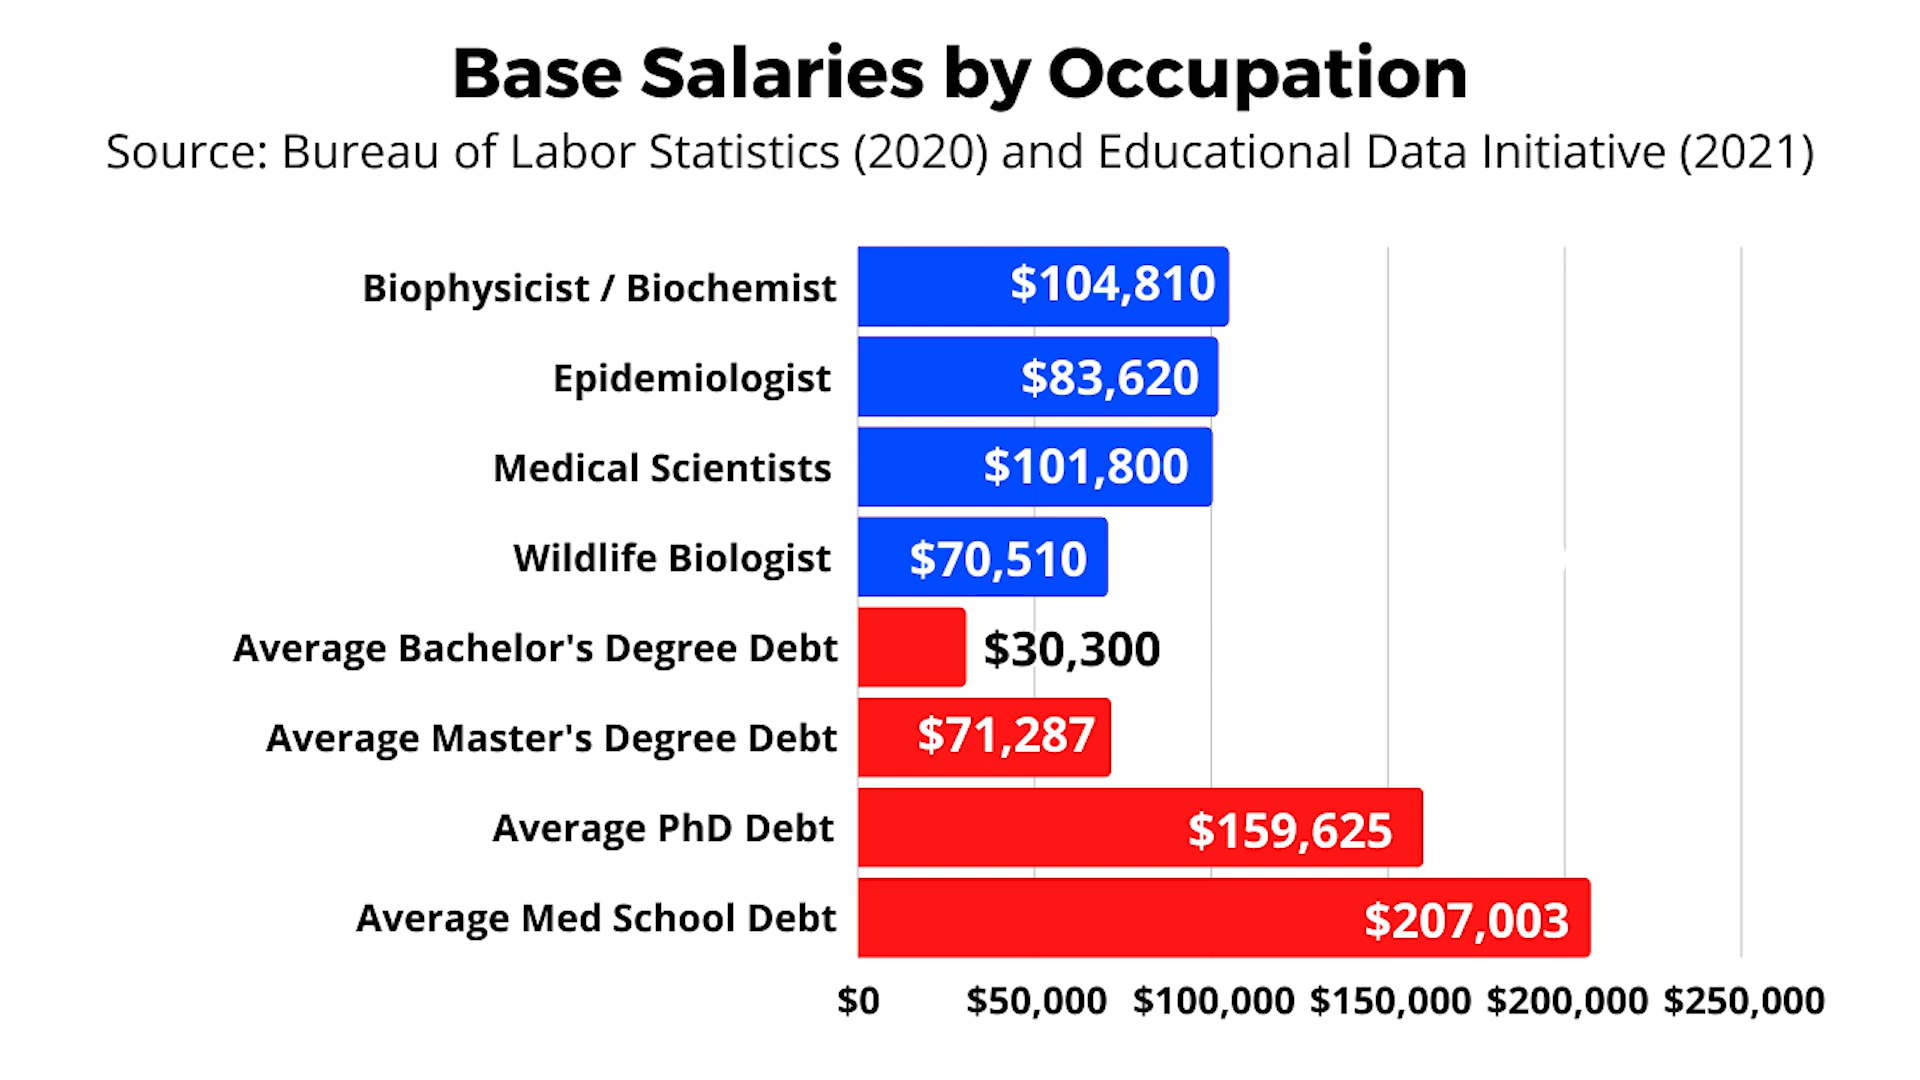 Base Salaries by Occupation
Source: Bureau of Labor Statistics (2020) and Educational Data Initiative (2021)
Biophysicist / Biochemist $104,810
Epidemiologist $83,620
Medical Scientists $101,800
Wildlife Biologist $70,510
Average Bachelor's Degree Debt $30,300
Average Master's Degree Debt $71,287
Average PhD Debt $159,625
Average Med School Debt $207,003
$0 $50,000 $100,000 $150,000 $200,000 $250,000